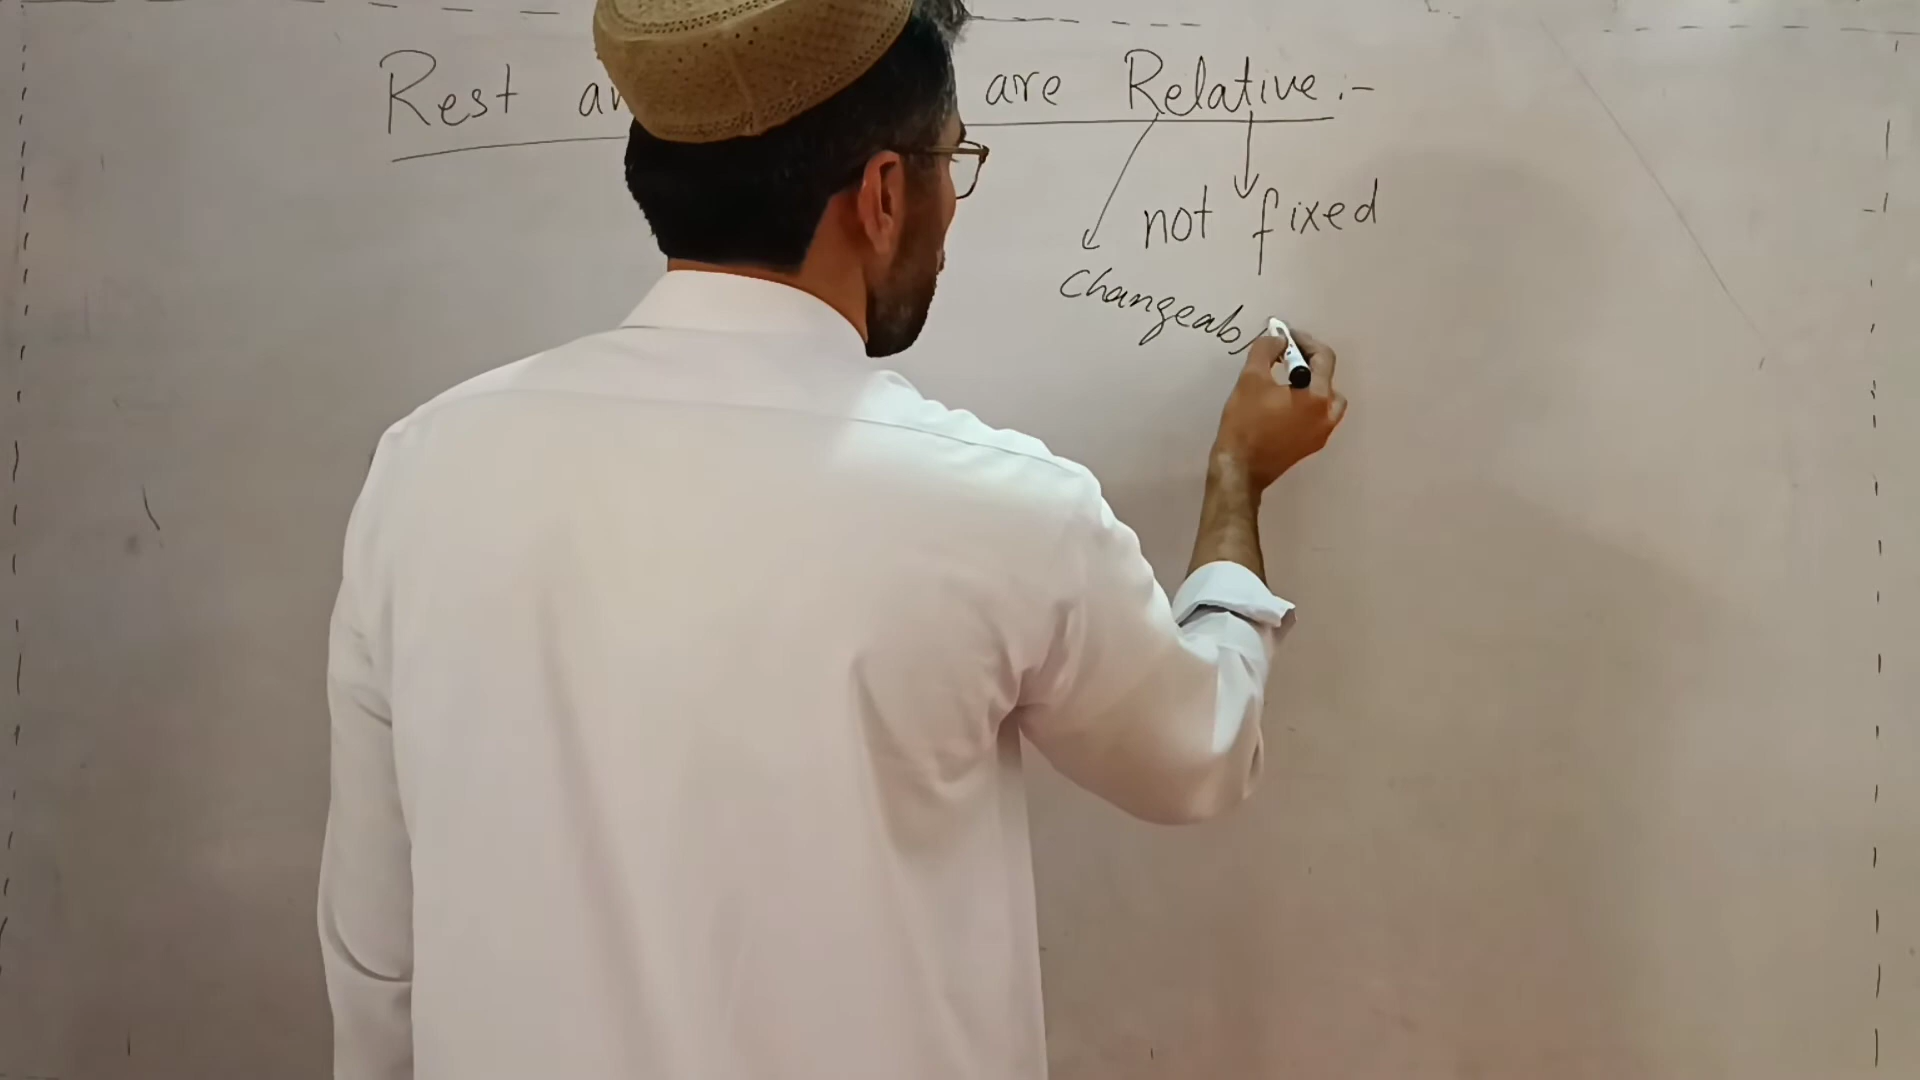 Rest are Relative :-
not fixed
Changeab